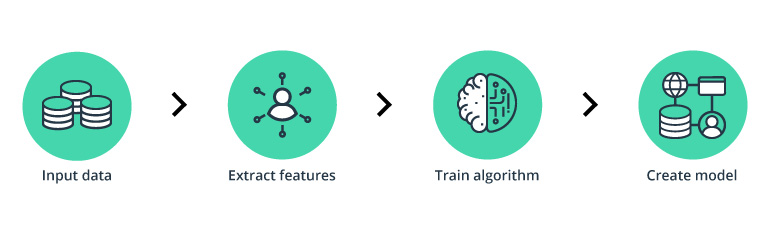 Input data
Extract features
Train algorithm
Create model